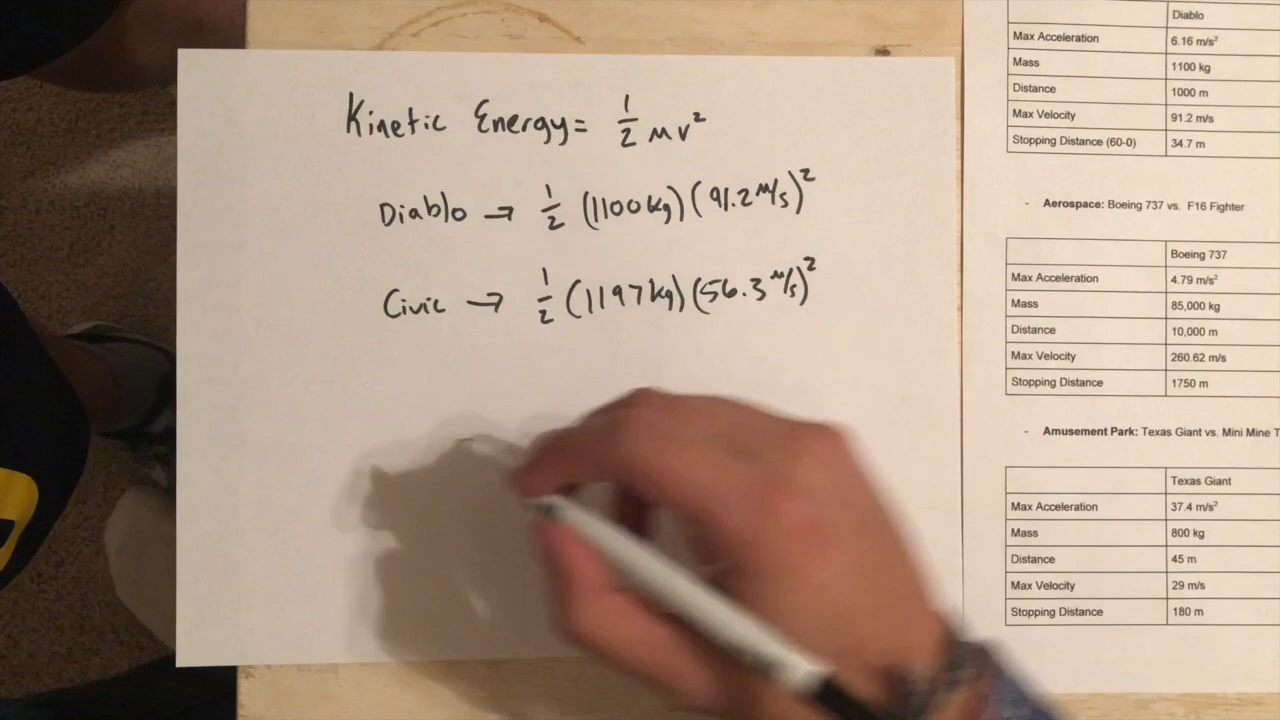 Kinetic Energy = 1/2 mv²
Diablo → 1/2 (1100 kg) (91.2 m/s)²
Civic → 1/2 (1197 kg) (56.3 m/s)²
Diablo
Max Acceleration 6.16 m/s²
Mass 1100 kg
Distance 1000 m
Max Velocity 91.2 m/s
Stopping Distance (60-0) 34.7 m
- Aerospace: Boeing 737 vs. F16 Fighter
Boeing 737
Max Acceleration 4.79 m/s²
Mass 85,000 kg
Distance 10,000 m
Max Velocity 260.62 m/s
Stopping Distance 1750 m
- Amusement Park: Texas Giant vs. Mini Mine T
Texas Giant
Max Acceleration 37.4 m/s²
Mass 800 kg
Distance 45 m
Max Velocity 29 m/s
Stopping Distance 180 m